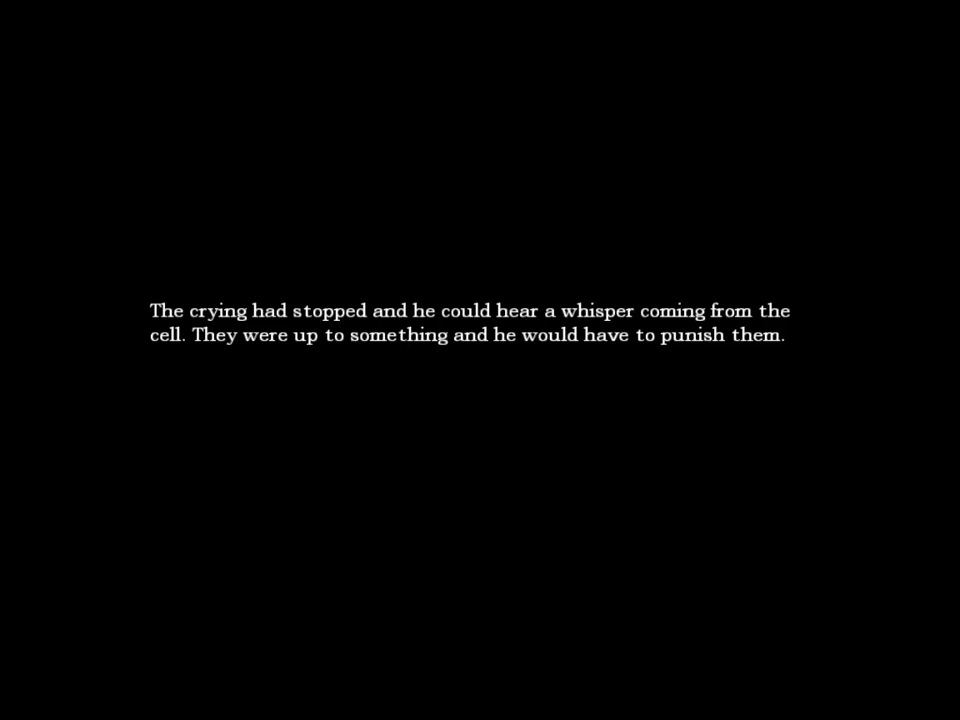 The crying had stopped and he could hear a whisper coming from the
cell. They were up to something and he would have to punish them.